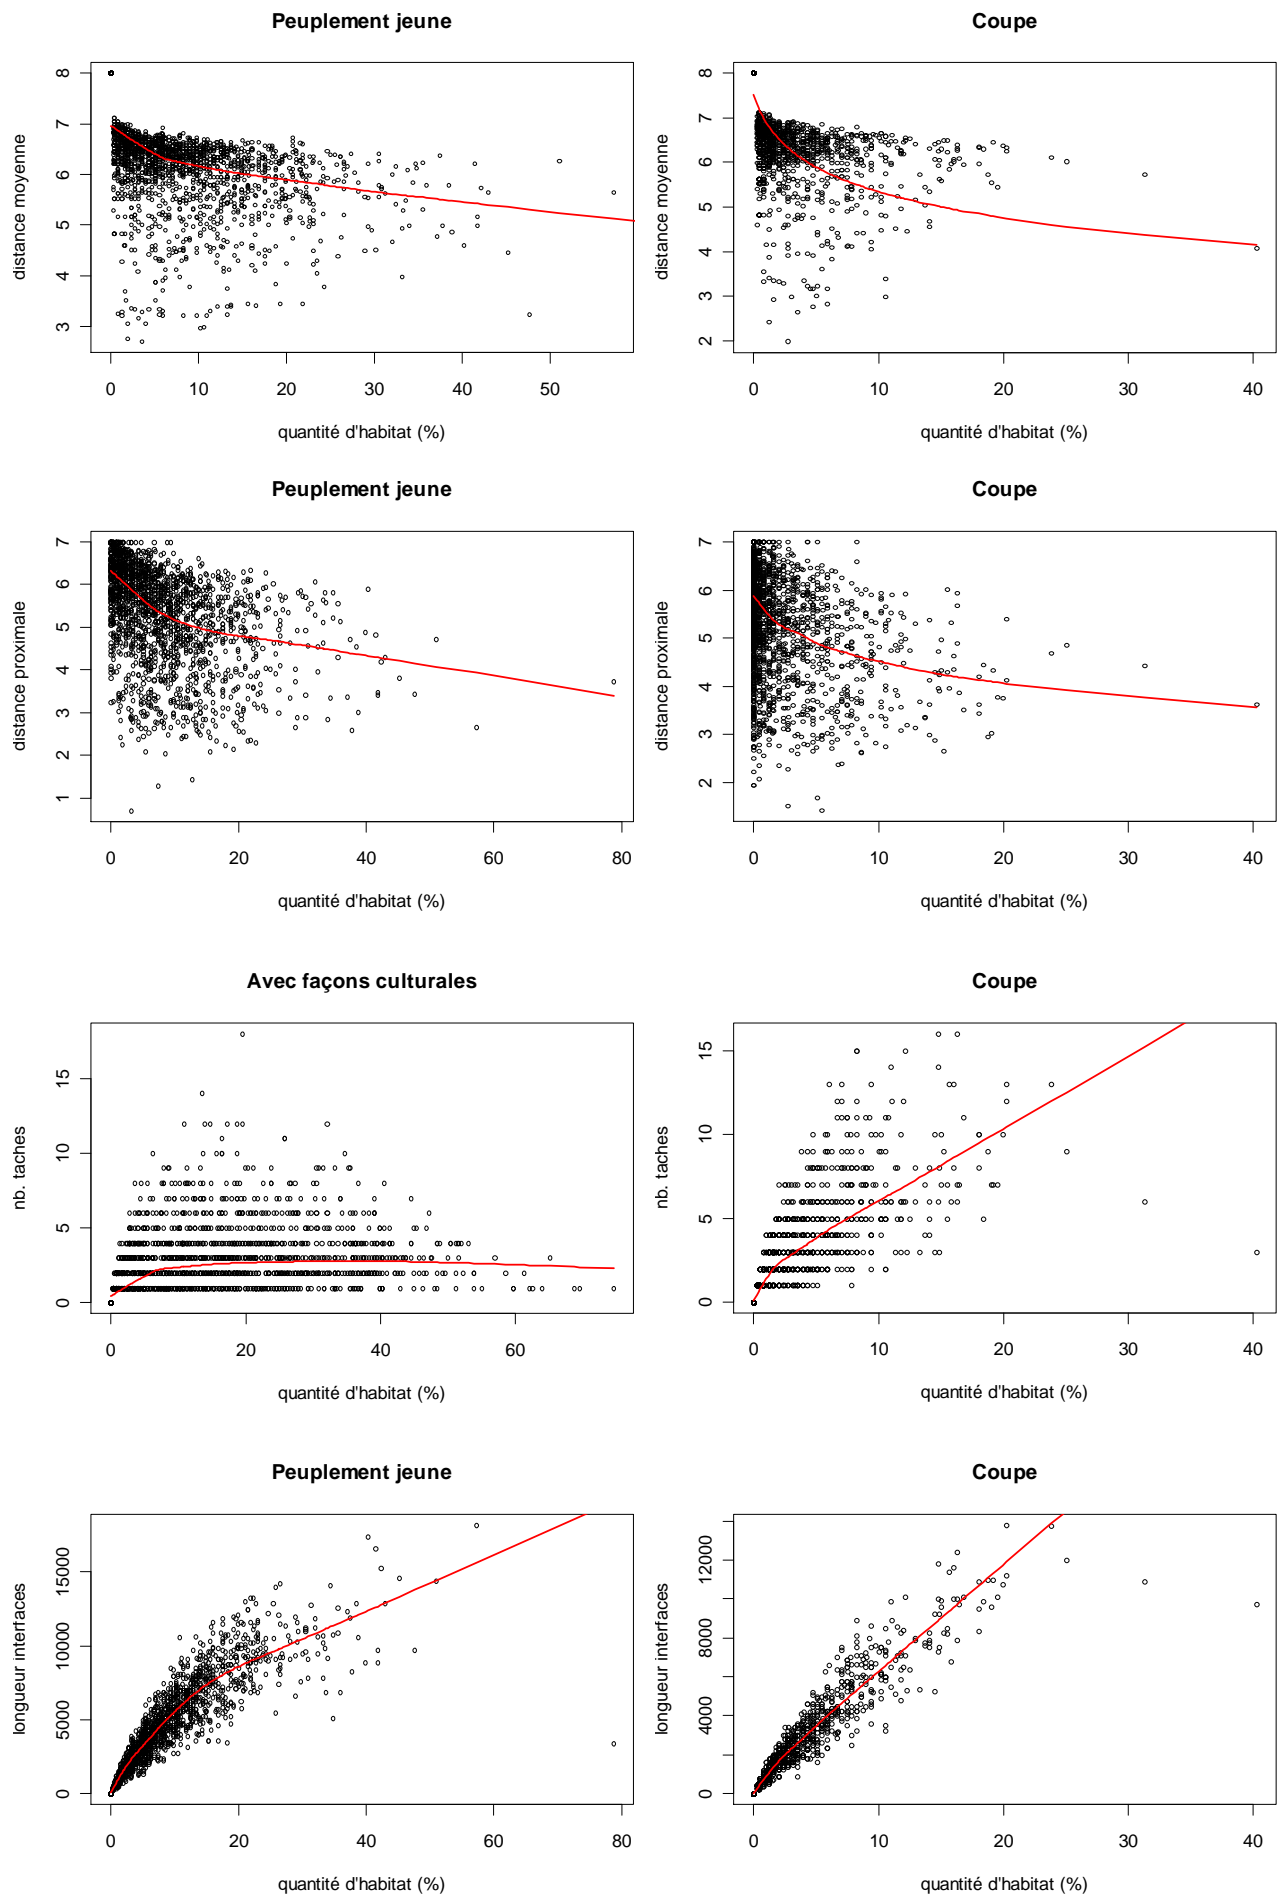 Peuplement jeune
distance moyenne
8
7
6
5
4
3
0 10 20 30 40 50
quantité d'habitat (%)
Coupe
distance moyenne
8
7
6
5
4
3
2
0 10 20 30 40
quantité d'habitat (%)
Peuplement jeune
distance proximale
7
6
5
4
3
2
1
0 20 40 60 80
quantité d'habitat (%)
Coupe
distance proximale
7
6
5
4
3
2
0 10 20 30 40
quantité d'habitat (%)
Avec façons culturales
nb. taches
15
10
5
0
0 20 40 60
quantité d'habitat (%)
Coupe
nb. taches
15
10
5
0
0 10 20 30 40
quantité d'habitat (%)
Peuplement jeune
longueur interfaces
15000
10000
5000
0
0 20 40 60 80
quantité d'habitat (%)
Coupe
longueur interfaces
12000
8000
4000
0
0 10 20 30 40
quantité d'habitat (%)